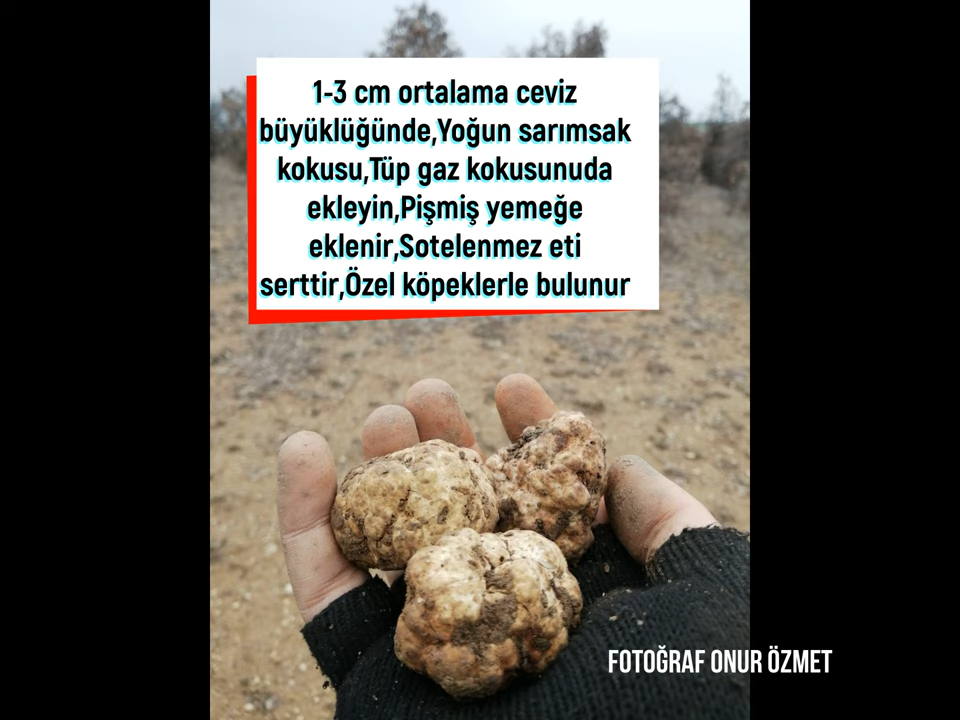 1-3 cm ortalama ceviz
büyüklüğünde,Yoğun sarımsak
kokusu,Tüp gaz kokusunuda
ekleyin,Pişmiş yemeğe
eklenir,Sotelenmez eti
serttir,Özel köpeklerle bulunur
FOTOĞRAF ONUR ÖZMET